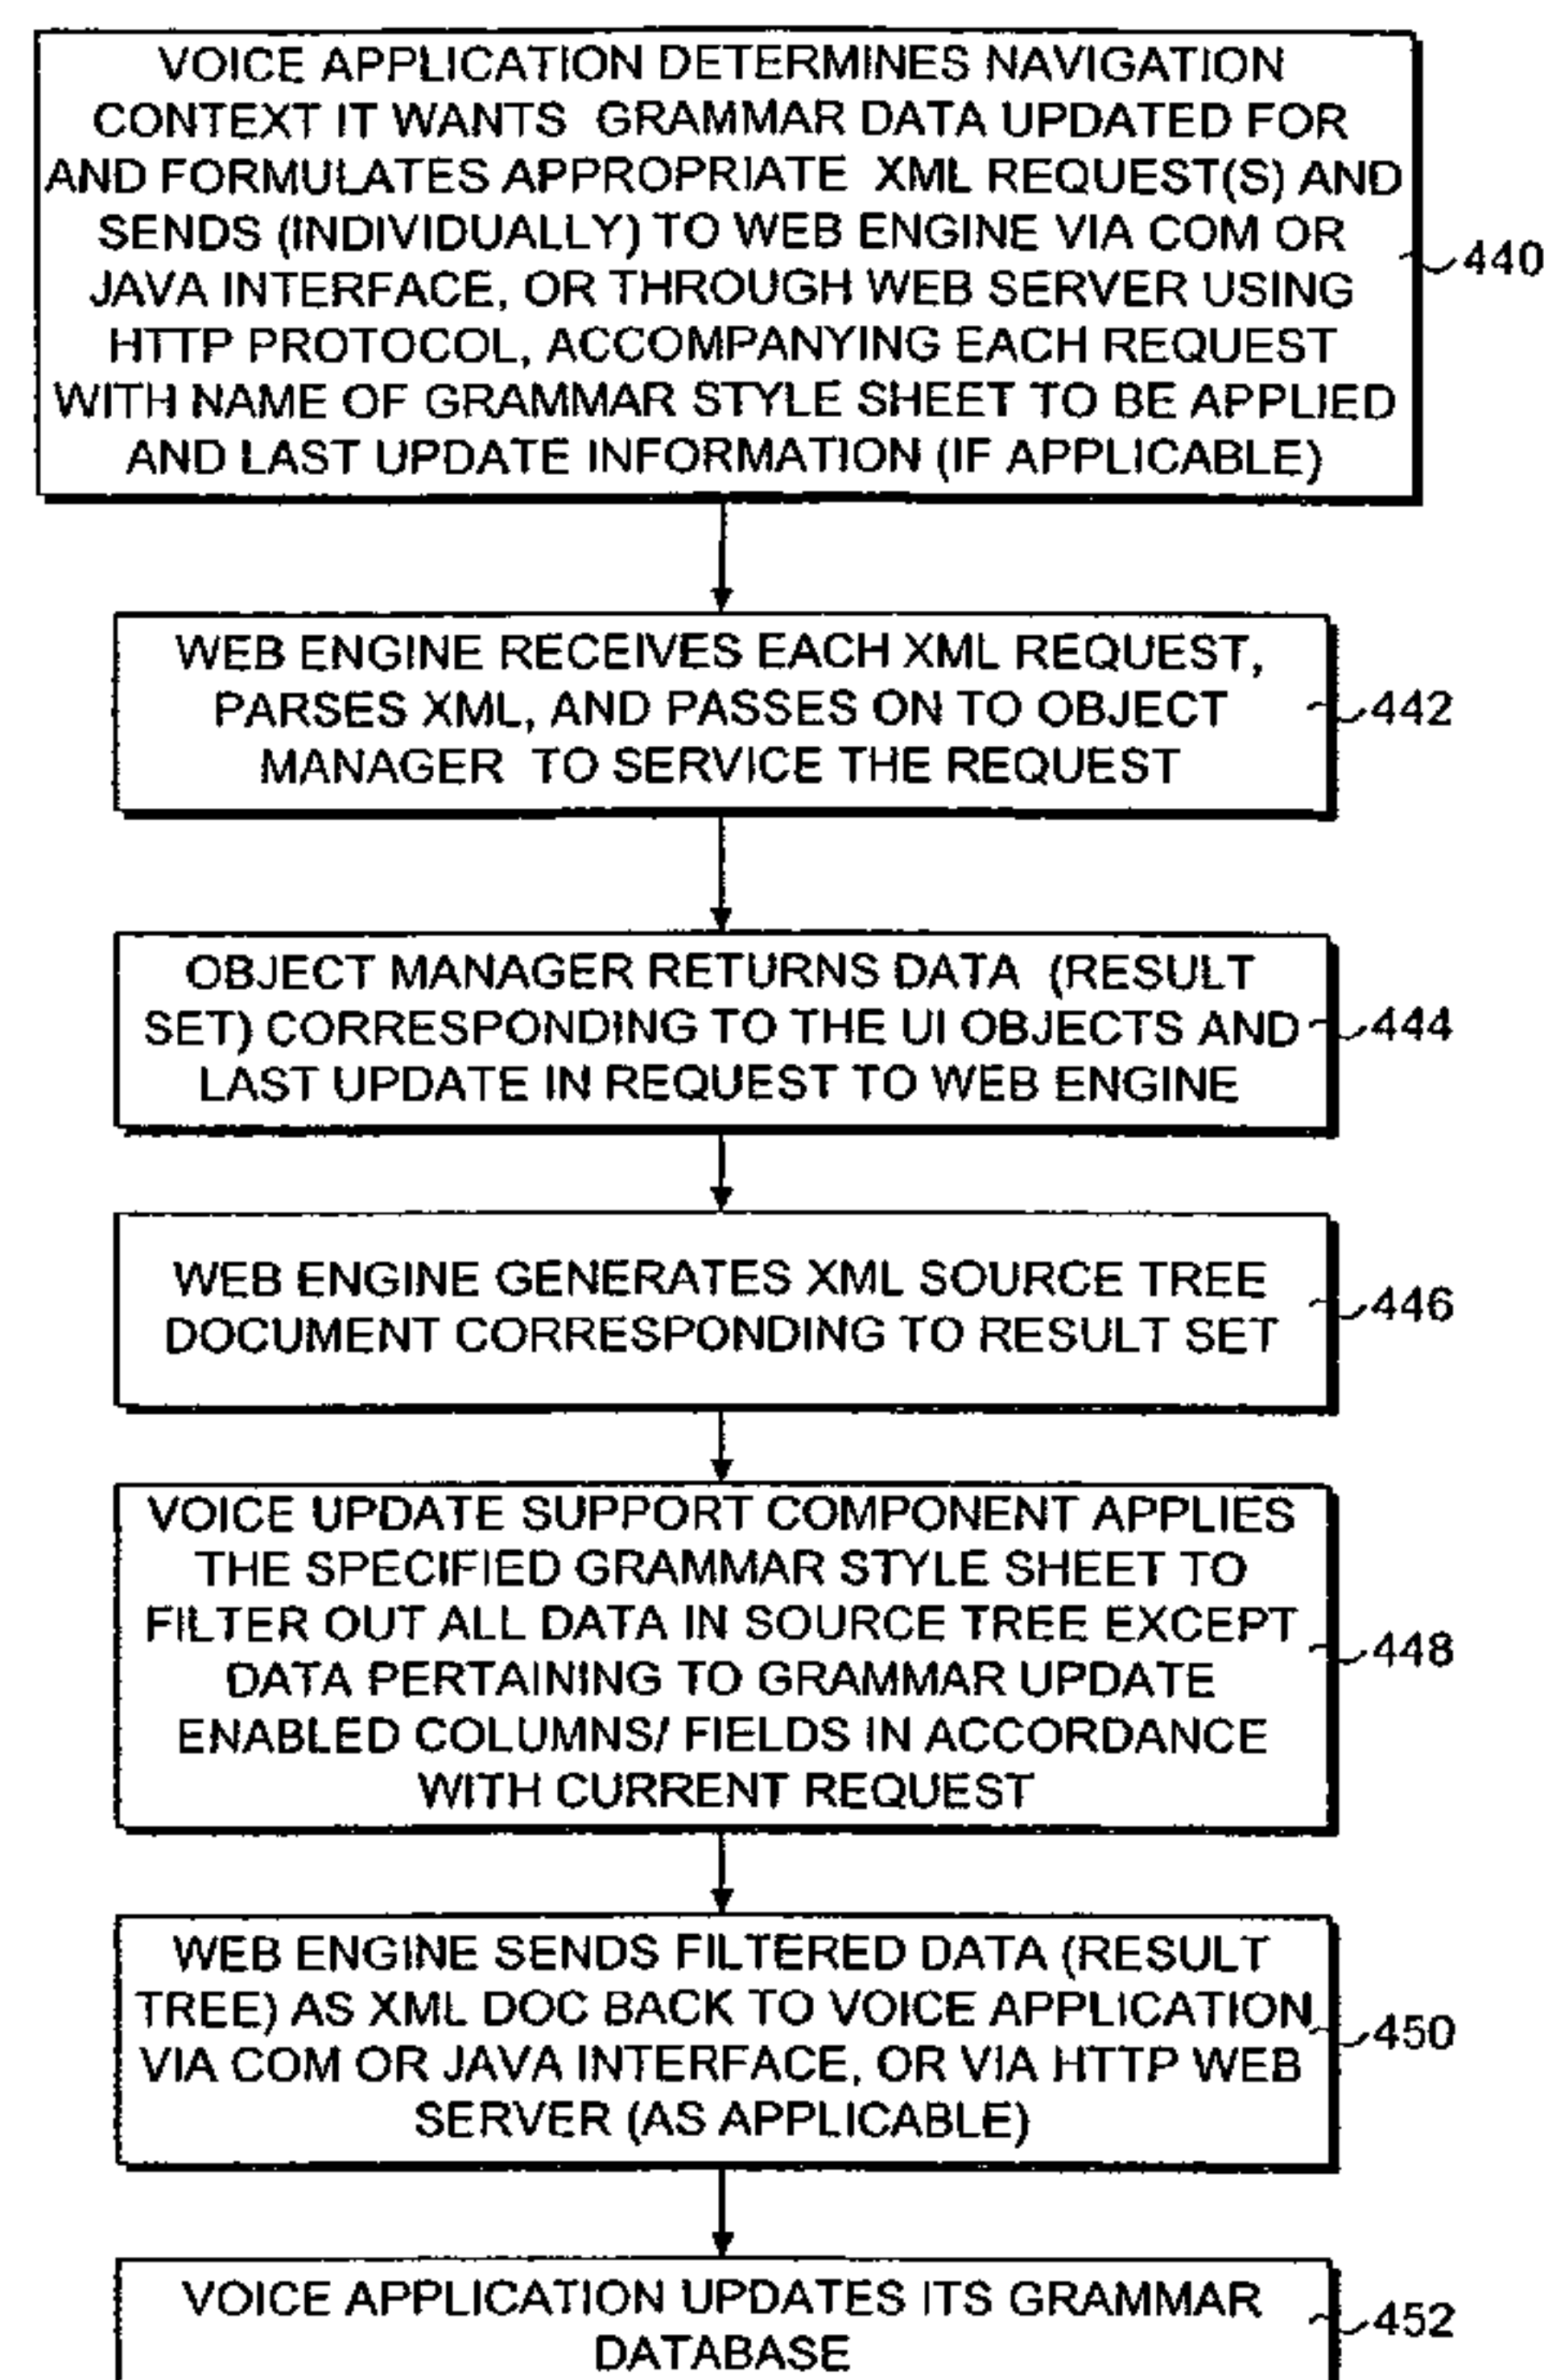 VOICE APPLICATION DETERMINES NAVIGATION
CONTEXT IT WANTS GRAMMAR DATA UPDATED FOR
AND FORMULATES APPROPRIATE XML REQUEST(S) AND
SENDS (INDIVIDUALLY) TO WEB ENGINE VIA COM OR
JAVA INTERFACE, OR THROUGH WEB SERVER USING
HTTP PROTOCOL, ACCOMPANYING EACH REQUEST
WITH NAME OF GRAMMAR STYLE SHEET TO BE APPLIED
AND LAST UPDATE INFORMATION (IF APPLICABLE)
440
WEB ENGINE RECEIVES EACH XML REQUEST,
PARSES XML, AND PASSES ON TO OBJECT
MANAGER TO SERVICE THE REQUEST
442
OBJECT MANAGER RETURNS DATA (RESULT
SET) CORRESPONDING TO THE UI OBJECTS AND
LAST UPDATE IN REQUEST TO WEB ENGINE
444
WEB ENGINE GENERATES XML SOURCE TREE
DOCUMENT CORRESPONDING TO RESULT SET
446
VOICE UPDATE SUPPORT COMPONENT APPLIES
THE SPECIFIED GRAMMAR STYLE SHEET TO
FILTER OUT ALL DATA IN SOURCE TREE EXCEPT
DATA PERTAINING TO GRAMMAR UPDATE
ENABLED COLUMNS/ FIELDS IN ACCORDANCE
WITH CURRENT REQUEST
448
WEB ENGINE SENDS FILTERED DATA (RESULT
TREE) AS XML DOC BACK TO VOICE APPLICATION
VIA COM OR JAVA INTERFACE, OR VIA HTTP WEB
SERVER (AS APPLICABLE)
450
VOICE APPLICATION UPDATES ITS GRAMMAR
DATABASE
452